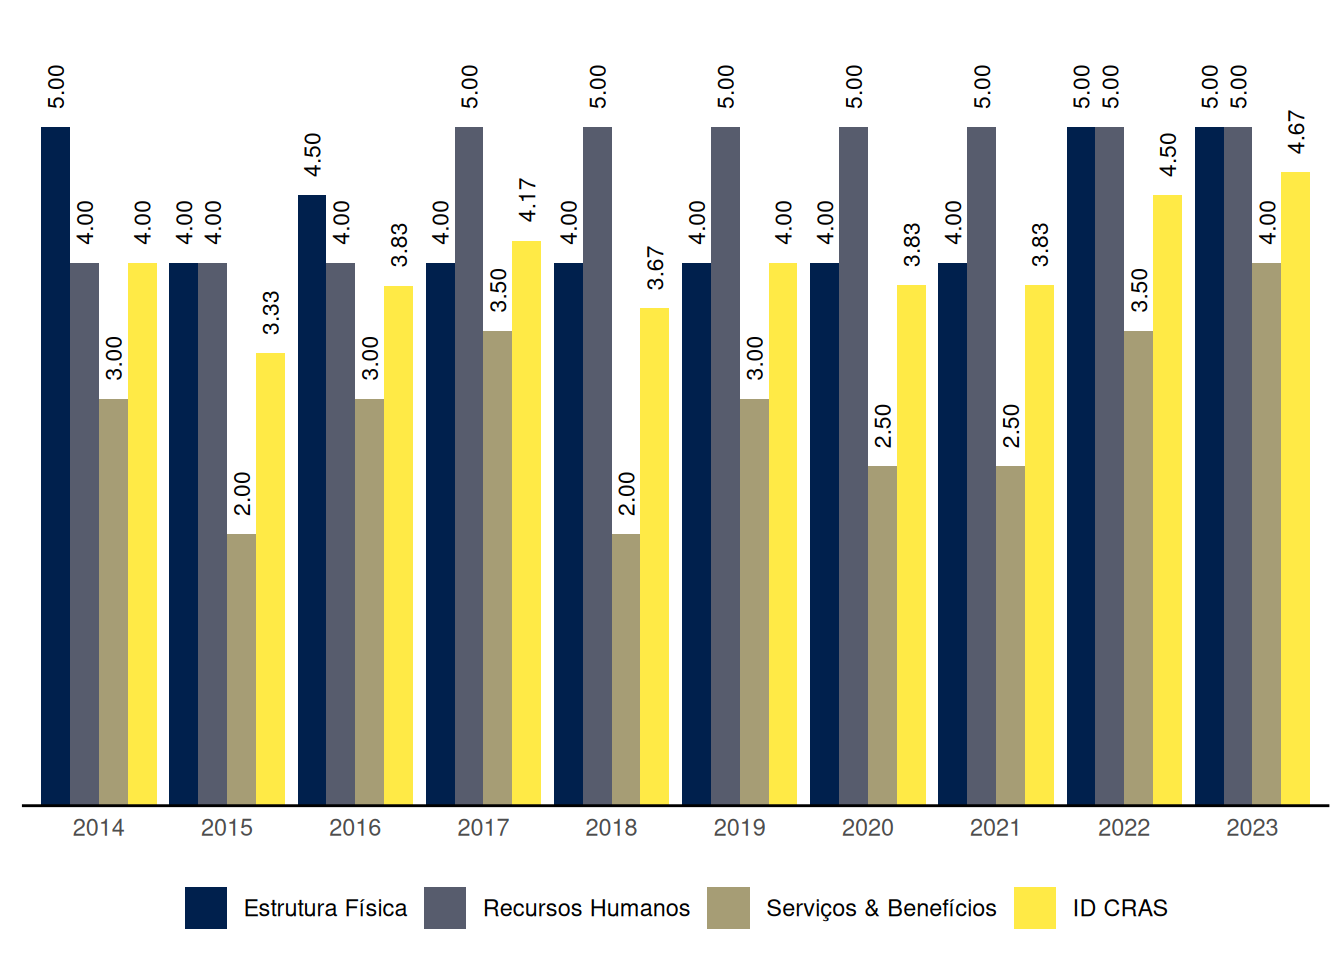 5.00 4.00 3.00 4.00 4.00 4.00 2.00 3.33 4.50 4.00 3.00 3.83 4.00 5.00 3.50 4.17 4.00 5.00 2.00 3.67 4.00 5.00 3.00 4.00 4.00 5.00 2.50 3.83 4.00 5.00 2.50 3.83 5.00 5.00 3.50 4.50 5.00 5.00 4.00 4.67
2014 2015 2016 2017 2018 2019 2020 2021 2022 2023
Estrutura Física Recursos Humanos Serviços & Benefícios ID CRAS